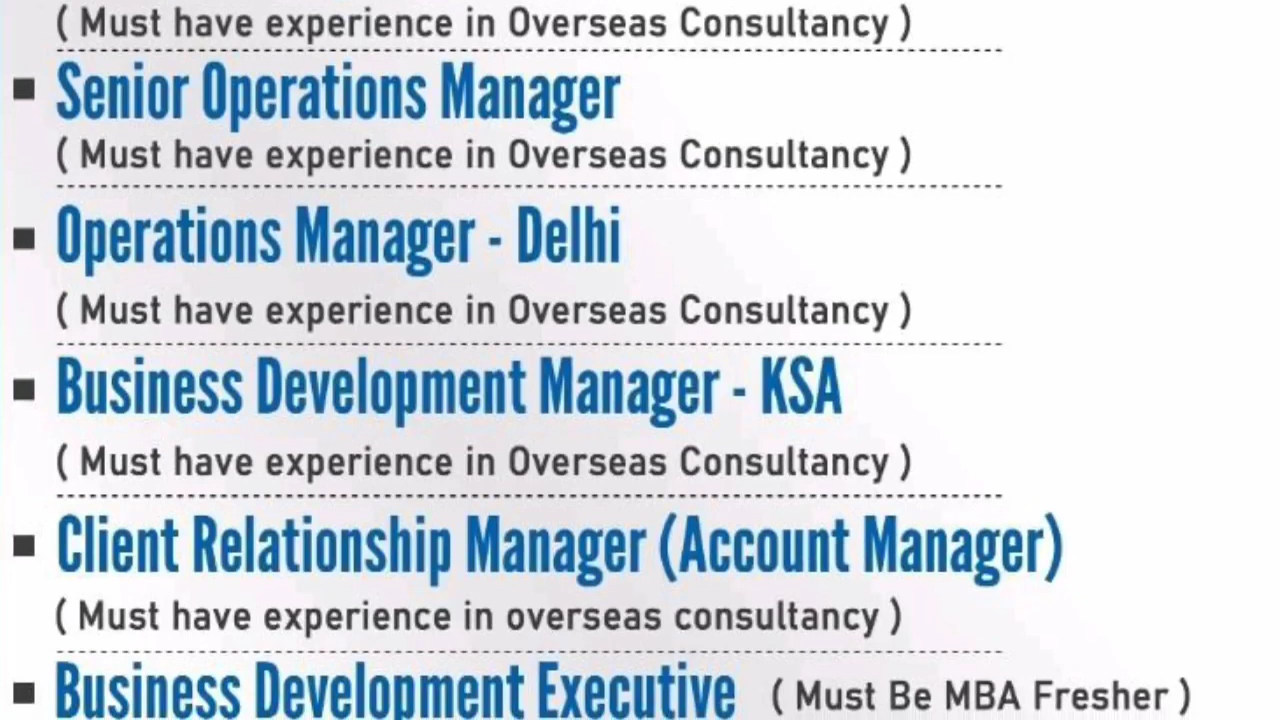 ( Must have experience in Overseas Consultancy )
Senior Operations Manager
( Must have experience in Overseas Consultancy )
Operations Manager - Delhi
( Must have experience in Overseas Consultancy )
Business Development Manager - KSA
( Must have experience in Overseas Consultancy )
Client Relationship Manager (Account Manager)
( Must have experience in overseas consultancy )
Business Development Executive ( Must Be MBA Fresher )